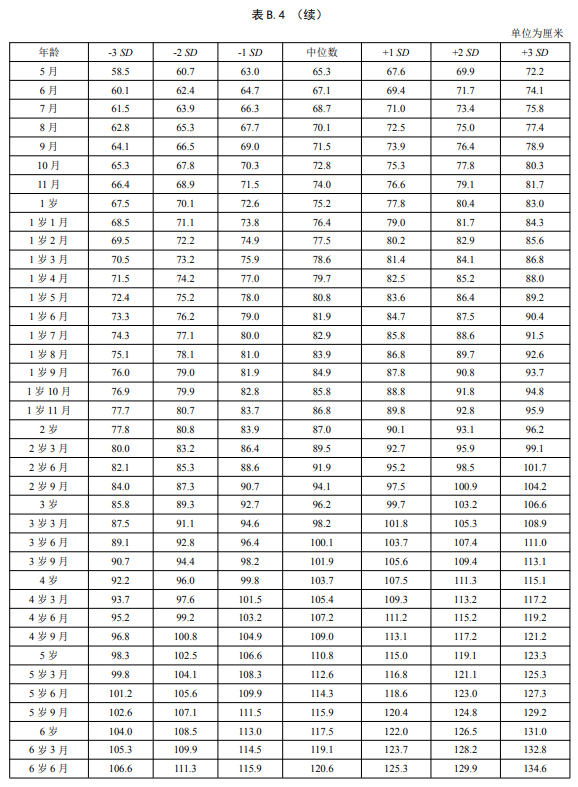 表 B.4 （续）
单位为厘米
年龄 -3 SD -2 SD -1 SD 中位数 +1 SD +2 SD +3 SD
5 月 58.5 60.7 63.0 65.3 67.6 69.9 72.2
6 月 60.1 62.4 64.7 67.1 69.4 71.7 74.1
7 月 61.5 63.9 66.3 68.7 71.0 73.4 75.8
8 月 62.8 65.3 67.7 70.1 72.5 75.0 77.4
9 月 64.1 66.5 69.0 71.5 73.9 76.4 78.9
10 月 65.3 67.8 70.3 72.8 75.3 77.8 80.3
11 月 66.4 68.9 71.5 74.0 76.6 79.1 81.7
1 岁 67.5 70.1 72.6 75.2 77.8 80.4 83.0
1 岁 1 月 68.5 71.1 73.8 76.4 79.0 81.7 84.3
1 岁 2 月 69.5 72.2 74.9 77.5 80.2 82.9 85.6
1 岁 3 月 70.5 73.2 75.9 78.6 81.4 84.1 86.8
1 岁 4 月 71.5 74.2 77.0 79.7 82.5 85.2 88.0
1 岁 5 月 72.4 75.2 78.0 80.8 83.6 86.4 89.2
1 岁 6 月 73.3 76.2 79.0 81.9 84.7 87.5 90.4
1 岁 7 月 74.3 77.1 80.0 82.9 85.8 88.6 91.5
1 岁 8 月 75.1 78.1 81.0 83.9 86.8 89.7 92.6
1 岁 9 月 76.0 79.0 81.9 84.9 87.8 90.8 93.7
1 岁 10 月 76.9 79.9 82.8 85.8 88.8 91.8 94.8
1 岁 11 月 77.7 80.7 83.7 86.8 89.8 92.8 95.9
2 岁 77.8 80.8 83.9 87.0 90.1 93.1 96.2
2 岁 3 月 80.0 83.2 86.4 89.5 92.7 95.9 99.1
2 岁 6 月 82.1 85.3 88.6 91.9 95.2 98.5 101.7
2 岁 9 月 84.0 87.3 90.7 94.1 97.5 100.9 104.2
3 岁 85.8 89.3 92.7 96.2 99.7 103.2 106.6
3 岁 3 月 87.5 91.1 94.6 98.2 101.8 105.3 108.9
3 岁 6 月 89.1 92.8 96.4 100.1 103.7 107.4 111.0
3 岁 9 月 90.7 94.4 98.2 101.9 105.6 109.4 113.1
4 岁 92.2 96.0 99.8 103.7 107.5 111.3 115.1
4 岁 3 月 93.7 97.6 101.5 105.4 109.3 113.2 117.2
4 岁 6 月 95.2 99.2 103.2 107.2 111.2 115.2 119.2
4 岁 9 月 96.8 100.8 104.9 109.0 113.1 117.2 121.2
5 岁 98.3 102.5 106.6 110.8 115.0 119.1 123.3
5 岁 3 月 99.8 104.1 108.3 112.6 116.8 121.1 125.3
5 岁 6 月 101.2 105.6 109.9 114.3 118.6 123.0 127.3
5 岁 9 月 102.6 107.1 111.5 115.9 120.4 124.8 129.2
6 岁 104.0 108.5 113.0 117.5 122.0 126.5 131.0
6 岁 3 月 105.3 109.9 114.5 119.1 123.7 128.2 132.8
6 岁 6 月 106.6 111.3 115.9 120.6 125.3 129.9 134.6